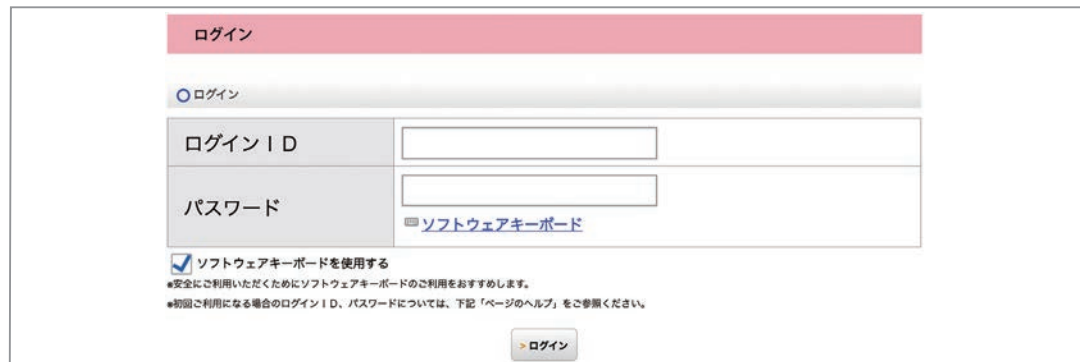 ログイン
ログイン
ログインＩＤ
パスワード
ソフトウェアキーボード
ソフトウェアキーボードを使用する
※安全にご利用いただくためにソフトウェアキーボードのご利用をおすすめします。
※初回ご利用になる場合のログインＩＤ、パスワードについては、下記「ページのヘルプ」をご参照ください。
> ログイン